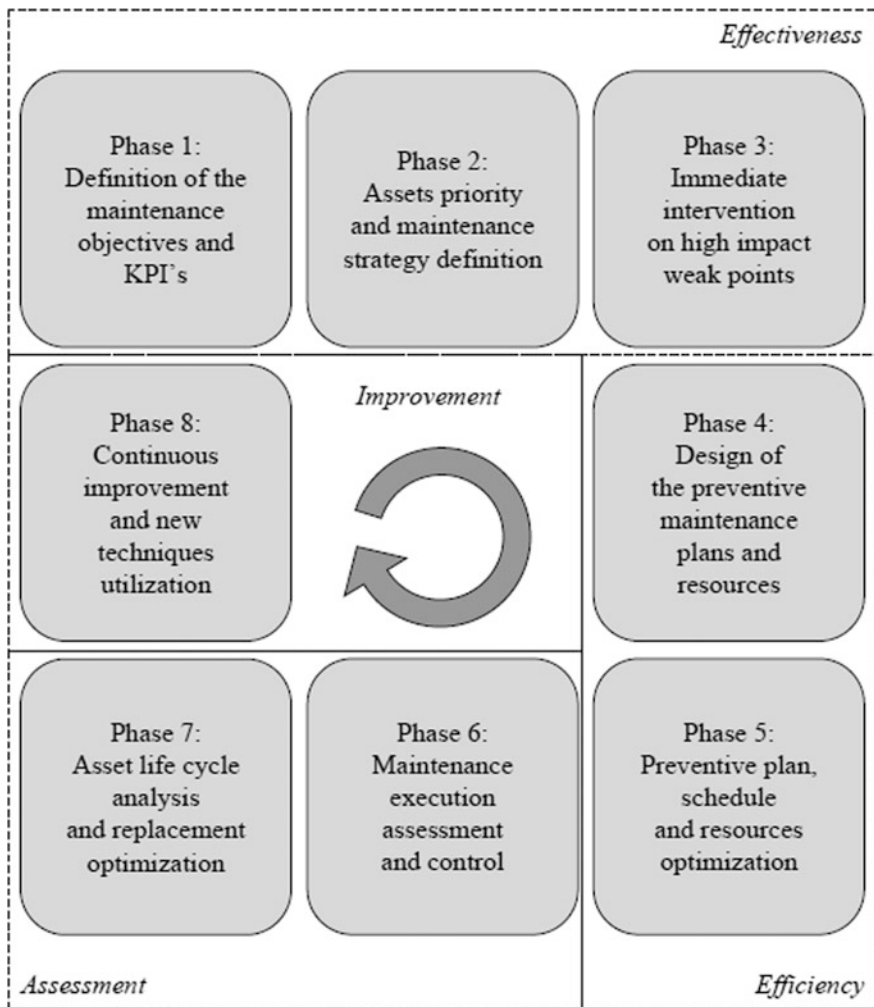 Effectiveness
Phase 1:
Definition of the
maintenance
objectives and
KPI's
Phase 2:
Assets priority
and maintenance
strategy definition
Phase 3:
Immediate
intervention
on high impact
weak points
Phase 8:
Continuous
improvement
and new
techniques
utilization
Improvement
Phase 4:
Design of
the preventive
maintenance
plans and
resources
Phase 7:
Asset life cycle
analysis
and replacement
optimization
Phase 6:
Maintenance
execution
assessment
and control
Phase 5:
Preventive plan,
schedule
and resources
optimization
Assessment
Efficiency